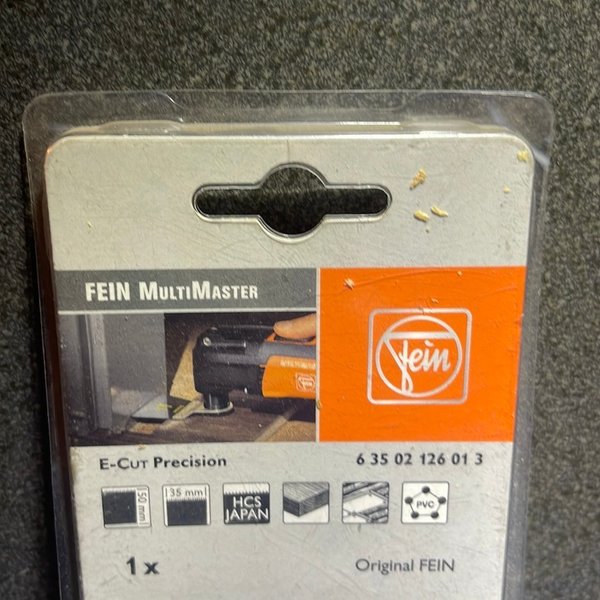 FEIN MULTIMASTER
Fein
E-CUT Precision
6 35 02 126 01 3
50 mm
35 mm
HCS
JAPAN
PVC
1 x
Original FEIN